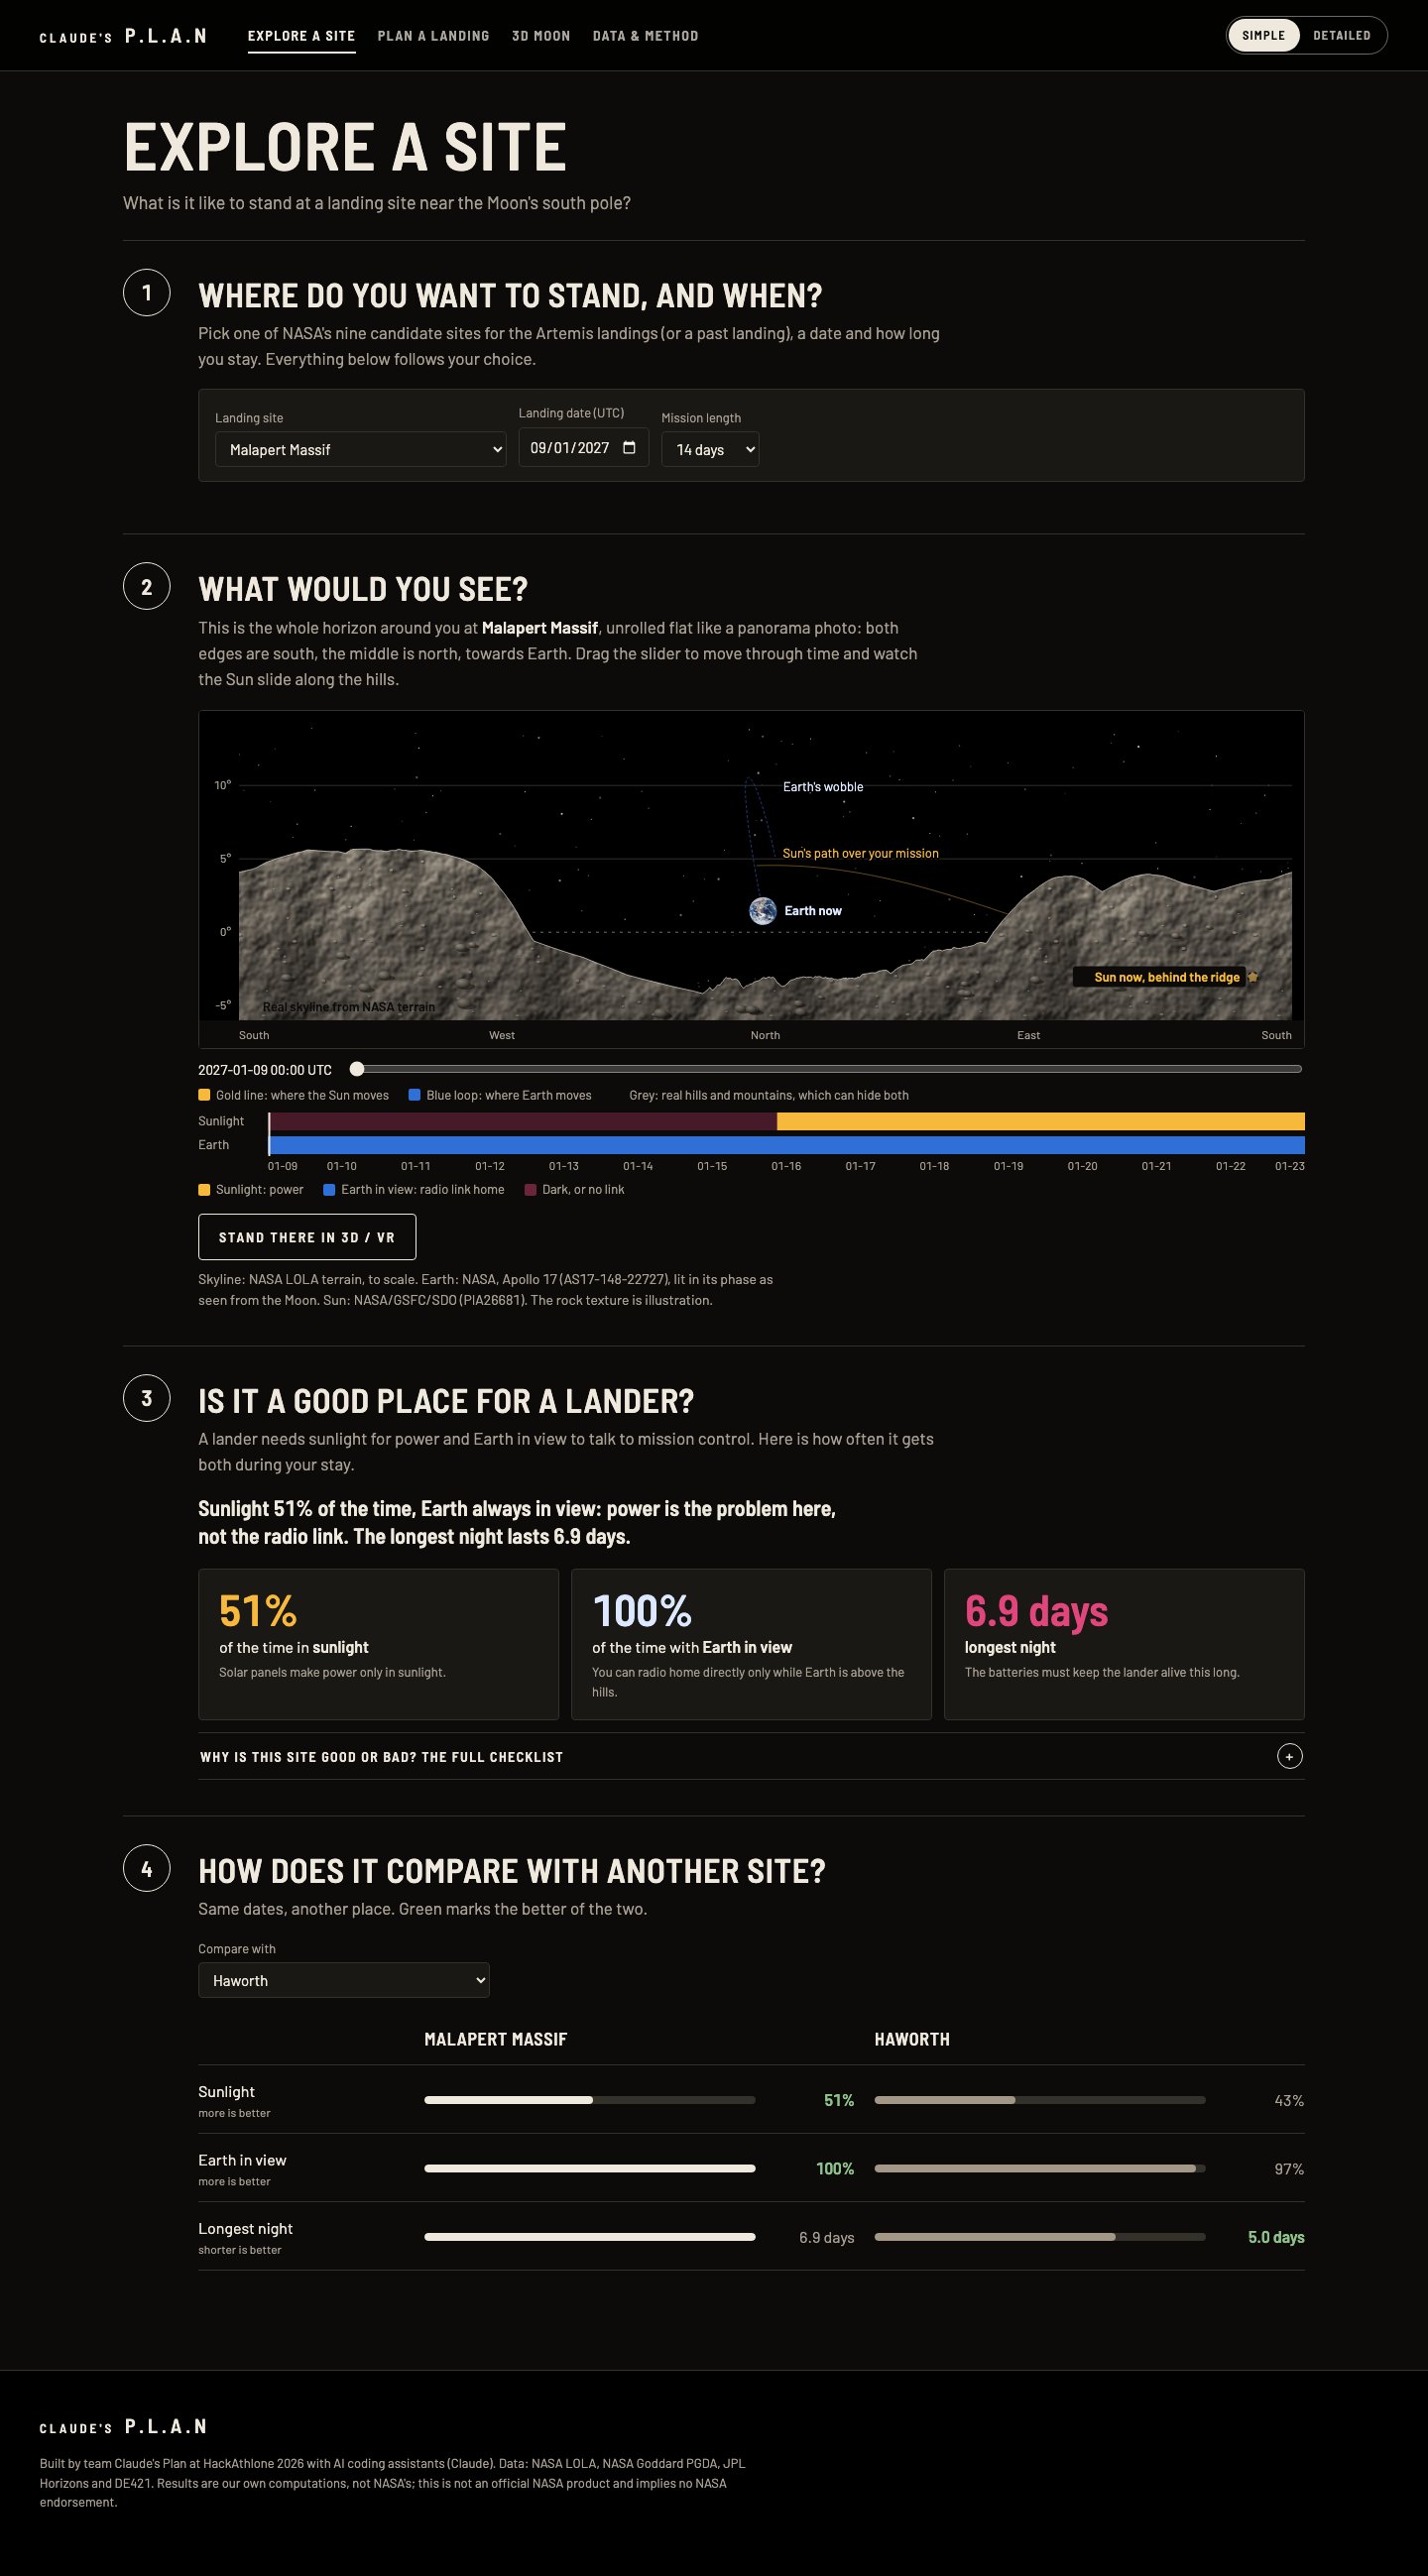 CLAUDE'S P.L.A.N
EXPLORE A SITE
PLAN A LANDING
3D MOON
DATA & METHOD
SIMPLE
DETAILED
EXPLORE A SITE
What is it like to stand at a landing site near the Moon's south pole?
1
WHERE DO YOU WANT TO STAND, AND WHEN?
Pick one of NASA's nine candidate sites for the Artemis landings (or a past landing), a date and how long
you stay. Everything below follows your choice.
Landing site
Landing date (UTC)
Mission length
Malapert Massif
09/01/2027
14 days
2
WHAT WOULD YOU SEE?
This is the whole horizon around you at Malapert Massif, unrolled flat like a panorama photo: both
edges are south, the middle is north, towards Earth. Drag the slider to move through time and watch
the Sun slide along the hills.
10°
Earth's wobble
5°
Sun's path over your mission
Earth now
0°
Sun now, behind the ridge
-5°
Real skyline from NASA terrain
South
West
North
East
South
2027-01-09 00:00 UTC
Gold line: where the Sun moves
Blue loop: where Earth moves
Grey: real hills and mountains, which can hide both
Sunlight
Earth
01-09
01-10
01-11
01-12
01-13
01-14
01-15
01-16
01-17
01-18
01-19
01-20
01-21
01-22
01-23
Sunlight: power
Earth in view: radio link home
Dark, or no link
STAND THERE IN 3D / VR
Skyline: NASA LOLA terrain, to scale. Earth: NASA, Apollo 17 (AS17-148-22727), lit in its phase as
seen from the Moon. Sun: NASA/GSFC/SDO (PIA26681). The rock texture is illustration.
3
IS IT A GOOD PLACE FOR A LANDER?
A lander needs sunlight for power and Earth in view to talk to mission control. Here is how often it gets
both during your stay.
Sunlight 51% of the time, Earth always in view: power is the problem here,
not the radio link. The longest night lasts 6.9 days.
51%
of the time in sunlight
Solar panels make power only in sunlight.
100%
of the time with Earth in view
You can radio home directly only while Earth is above the
hills.
6.9 days
longest night
The batteries must keep the lander alive this long.
WHY IS THIS SITE GOOD OR BAD? THE FULL CHECKLIST
+
4
HOW DOES IT COMPARE WITH ANOTHER SITE?
Same dates, another place. Green marks the better of the two.
Compare with
Haworth
MALAPERT MASSIF
HAWORTH
Sunlight
more is better
51%
43%
Earth in view
more is better
100%
97%
Longest night
shorter is better
6.9 days
5.0 days
CLAUDE'S P.L.A.N
Built by team Claude's Plan at HackAthlone 2026 with AI coding assistants (Claude). Data: NASA LOLA, NASA Goddard PGDA, JPL
Horizons and DE421. Results are our own computations, not NASA's; this is not an official NASA product and implies no NASA
endorsement.